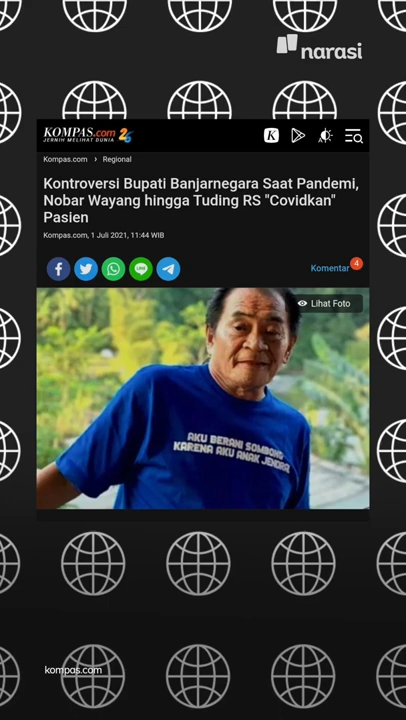 narasi
KOMPAS.com 26
JERNIH MELIHAT DUNIA
K
A
Kompas.com › Regional
Kontroversi Bupati Banjarnegara Saat Pandemi,
Nobar Wayang hingga Tuding RS "Covidkan"
Pasien
Kompas.com, 1 Juli 2021, 11:44 WIB
LINE
Komentar 4
Lihat Foto
AKU BERANI SOMBONG
KARENA AKU ANAK JENDRAL
kompas.com